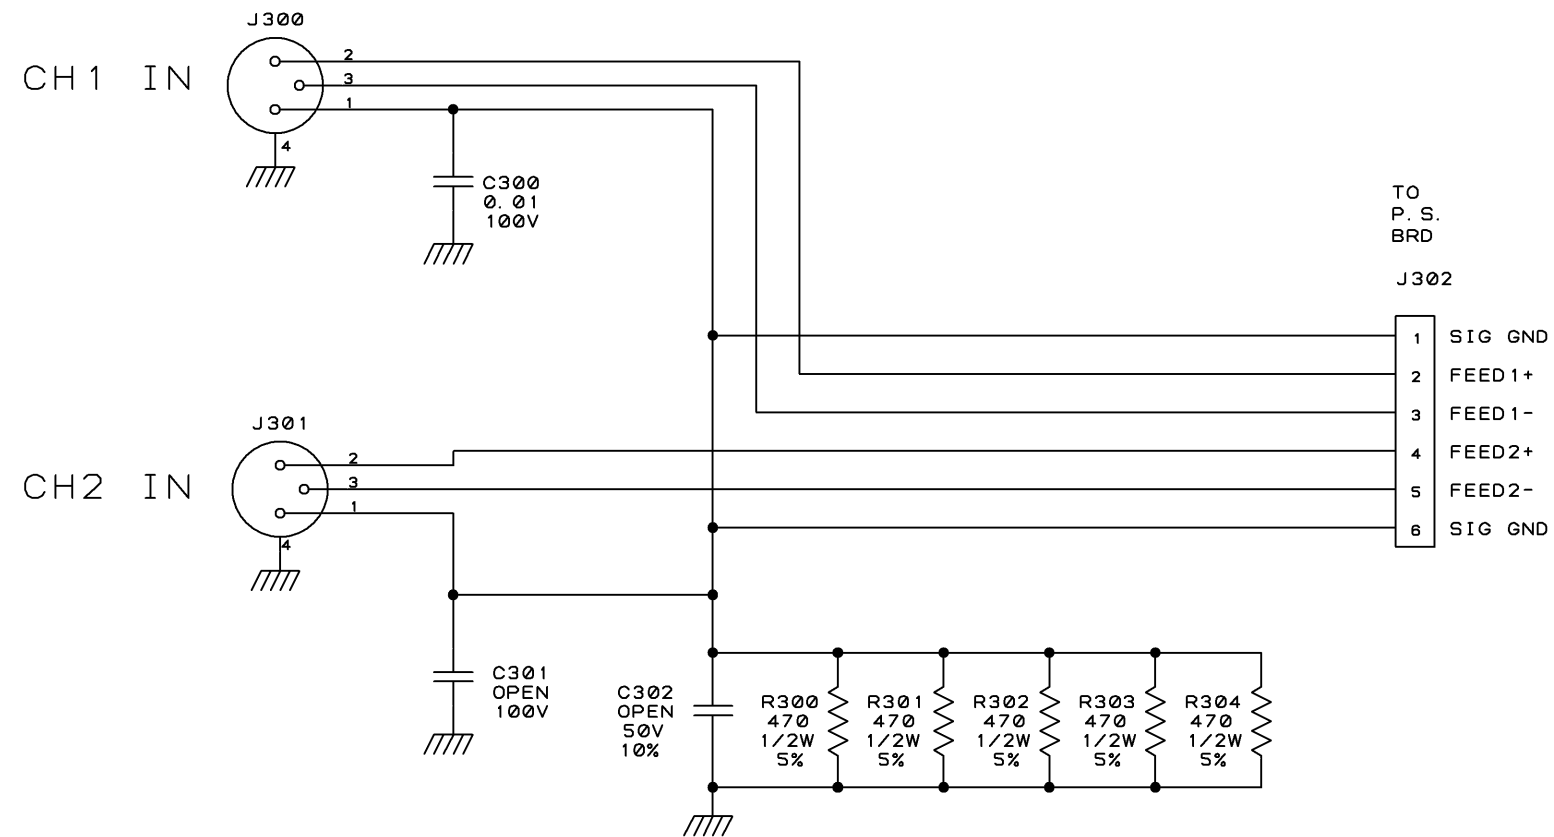 J300
CH1 IN
2
3
1
4
C300
0.01
100V
TO
P.S.
BRD
J302
1 SIG GND
2 FEED1+
3 FEED1-
4 FEED2+
5 FEED2-
6 SIG GND
J301
CH2 IN
2
3
1
4
C301
OPEN
100V
C302
OPEN
50V
10%
R300
470
1/2W
5%
R301
470
1/2W
5%
R302
470
1/2W
5%
R303
470
1/2W
5%
R304
470
1/2W
5%